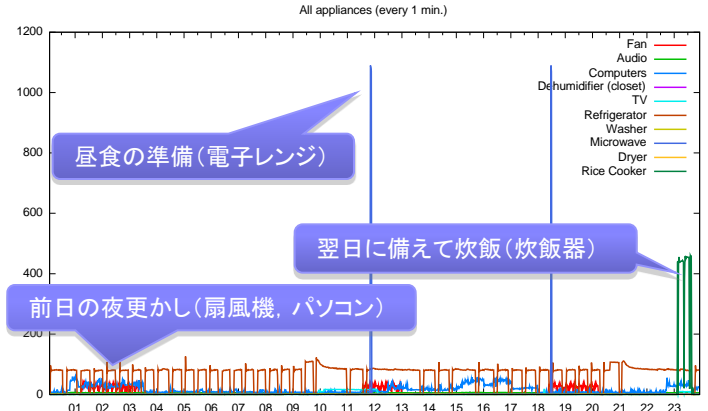 All appliances (every 1 min.)
1200
1000
800
600
400
200
0
Fan
Audio
Computers
Dehumidifier (closet)
TV
Refrigerator
Washer
Microwave
Dryer
Rice Cooker
昼食の準備(電子レンジ)
翌日に備えて炊飯(炊飯器)
前日の夜更かし(扇風機, パソコン)
01 02 03 04 05 06 07 08 09 10 11 12 13 14 15 16 17 18 19 20 21 22 23